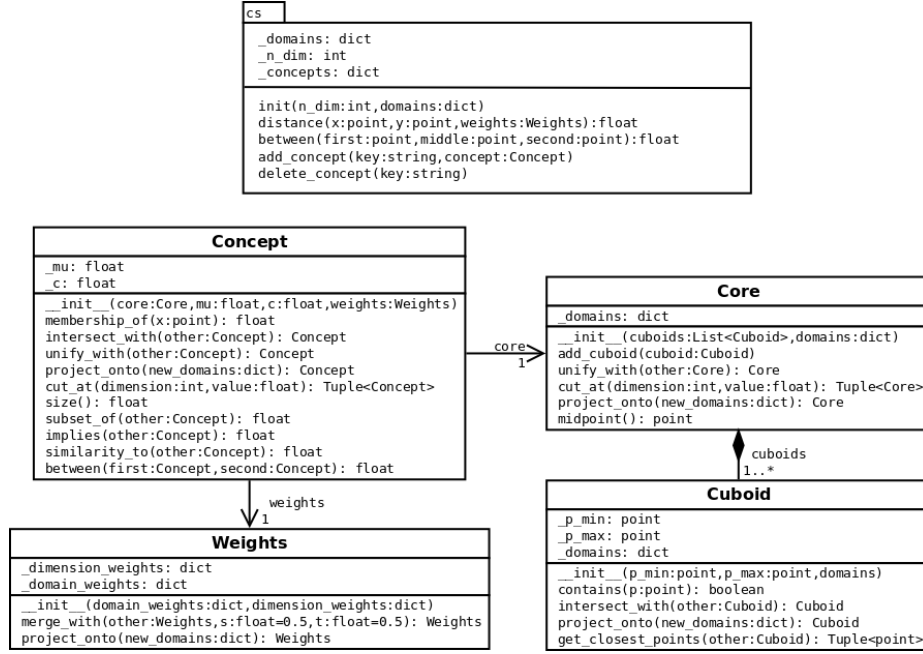 cs
_domains: dict
_n_dim: int
_concepts: dict
init(n_dim:int,domains:dict)
distance(x:point,y:point,weights:Weights):float
between(first:point,middle:point,second:point):float
add_concept(key:string,concept:Concept)
delete_concept(key:string)
Concept
_mu: float
_c: float
__init__(core:Core,mu:float,c:float,weights:Weights)
membership_of(x:point): float
intersect_with(other:Concept): Concept
unify_with(other:Concept): Concept
project_onto(new_domains:dict): Concept
cut_at(dimension:int,value:float): Tuple<Concept>
size(): float
subset_of(other:Concept): float
implies(other:Concept): float
similarity_to(other:Concept): float
between(first:Concept,second:Concept): float
core
1
Core
_domains: dict
__init__(cuboids:List<Cuboid>,domains:dict)
add_cuboid(cuboid:Cuboid)
unify_with(other:Core): Core
cut_at(dimension:int,value:float): Tuple<Core>
project_onto(new_domains:dict): Core
midpoint(): point
weights
1
Weights
_dimension_weights: dict
_domain_weights: dict
__init__(domain_weights:dict,dimension_weights:dict)
merge_with(other:Weights,s:float=0.5,t:float=0.5): Weights
project_onto(new_domains:dict): Weights
cuboids
1..*
Cuboid
_p_min: point
_p_max: point
_domains: dict
__init__(p_min:point,p_max:point,domains)
contains(p:point): boolean
intersect_with(other:Cuboid): Cuboid
project_onto(new_domains:dict): Cuboid
get_closest_points(other:Cuboid): Tuple<point>